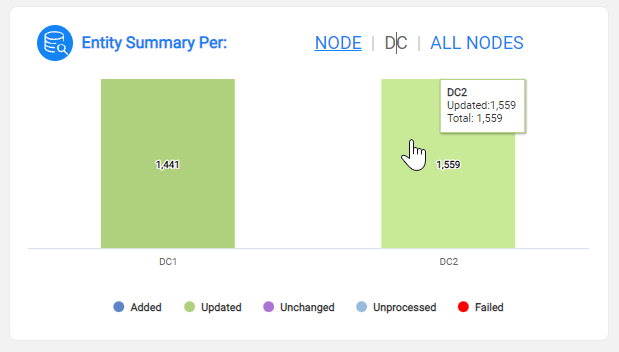 Entity Summary Per:
NODE | DC | ALL NODES
DC2
Updated:1,559
Total: 1,559
1,441
1,559
DC1
DC2
Added
Updated
Unchanged
Unprocessed
Failed